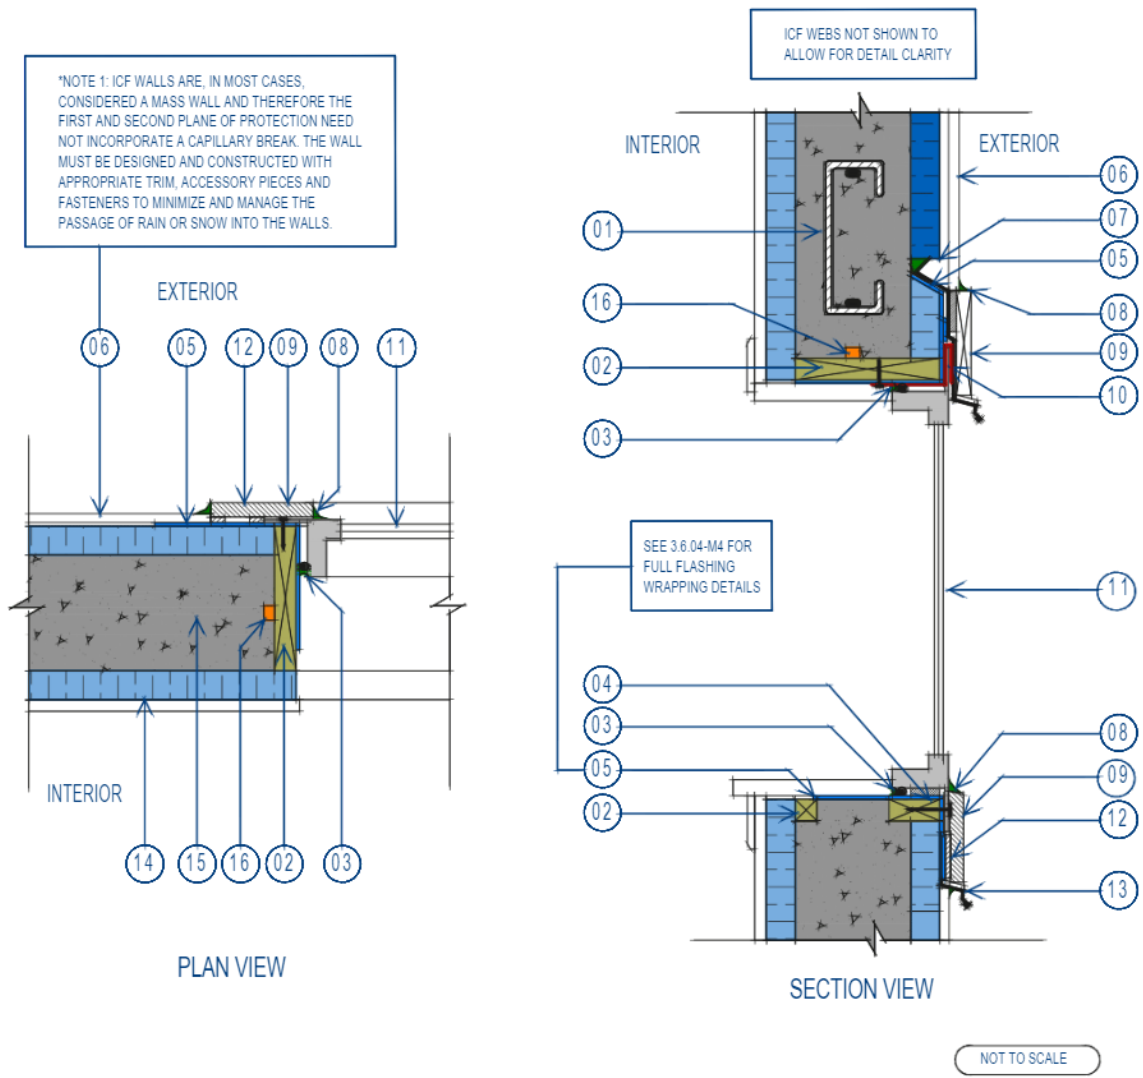 *NOTE 1: ICF WALLS ARE, IN MOST CASES,
CONSIDERED A MASS WALL AND THEREFORE THE
FIRST AND SECOND PLANE OF PROTECTION NEED
NOT INCORPORATE A CAPILLARY BREAK. THE WALL
MUST BE DESIGNED AND CONSTRUCTED WITH
APPROPRIATE TRIM, ACCESSORY PIECES AND
FASTENERS TO MINIMIZE AND MANAGE THE
PASSAGE OF RAIN OR SNOW INTO THE WALLS.
EXTERIOR
06 05 12 09 08 11
INTERIOR
14 15 16 02 03
PLAN VIEW
ICF WEBS NOT SHOWN TO
ALLOW FOR DETAIL CLARITY
INTERIOR
EXTERIOR
06
07
01
05
16
08
02
09
10
03
SEE 3.6.04-M4 FOR
FULL FLASHING
WRAPPING DETAILS
11
04
03
08
05
09
02
12
13
SECTION VIEW
NOT TO SCALE